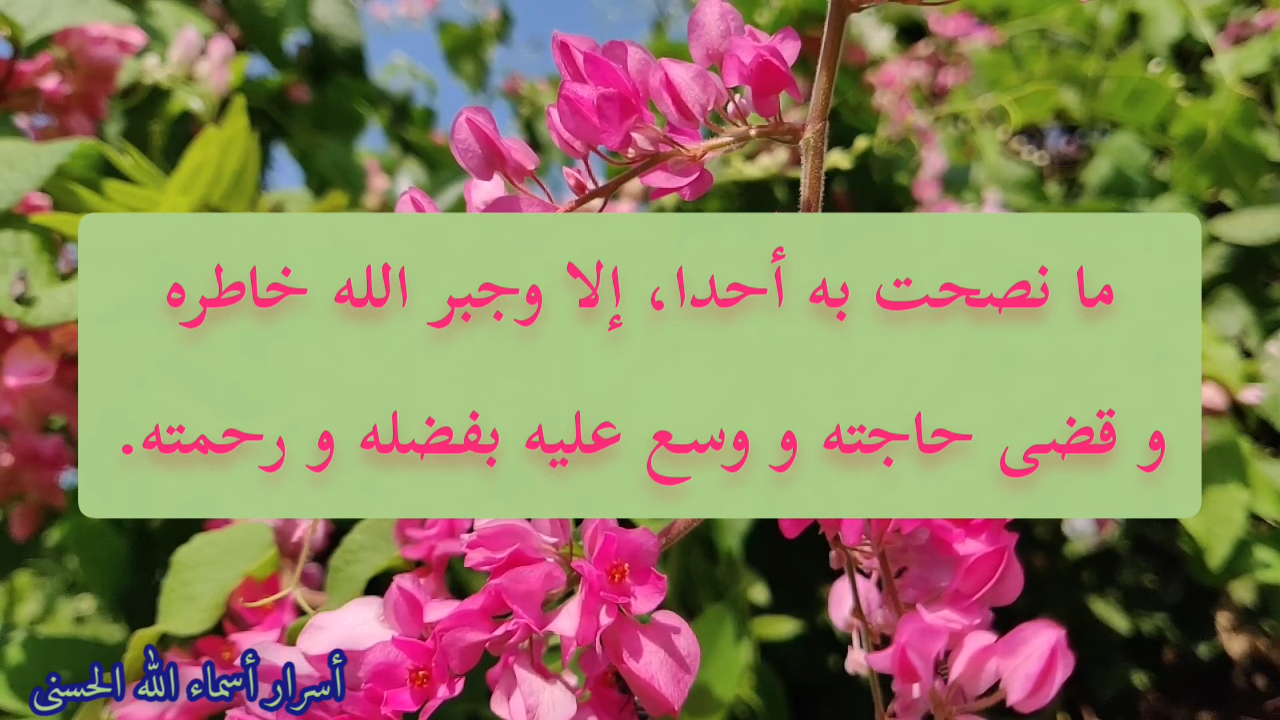 ما نصحت به أحدا، إلا وجبر الله خاطره
و قضى حاجته و وسع عليه بفضله و رحمته.
أسرار أسماء الله الحسنى